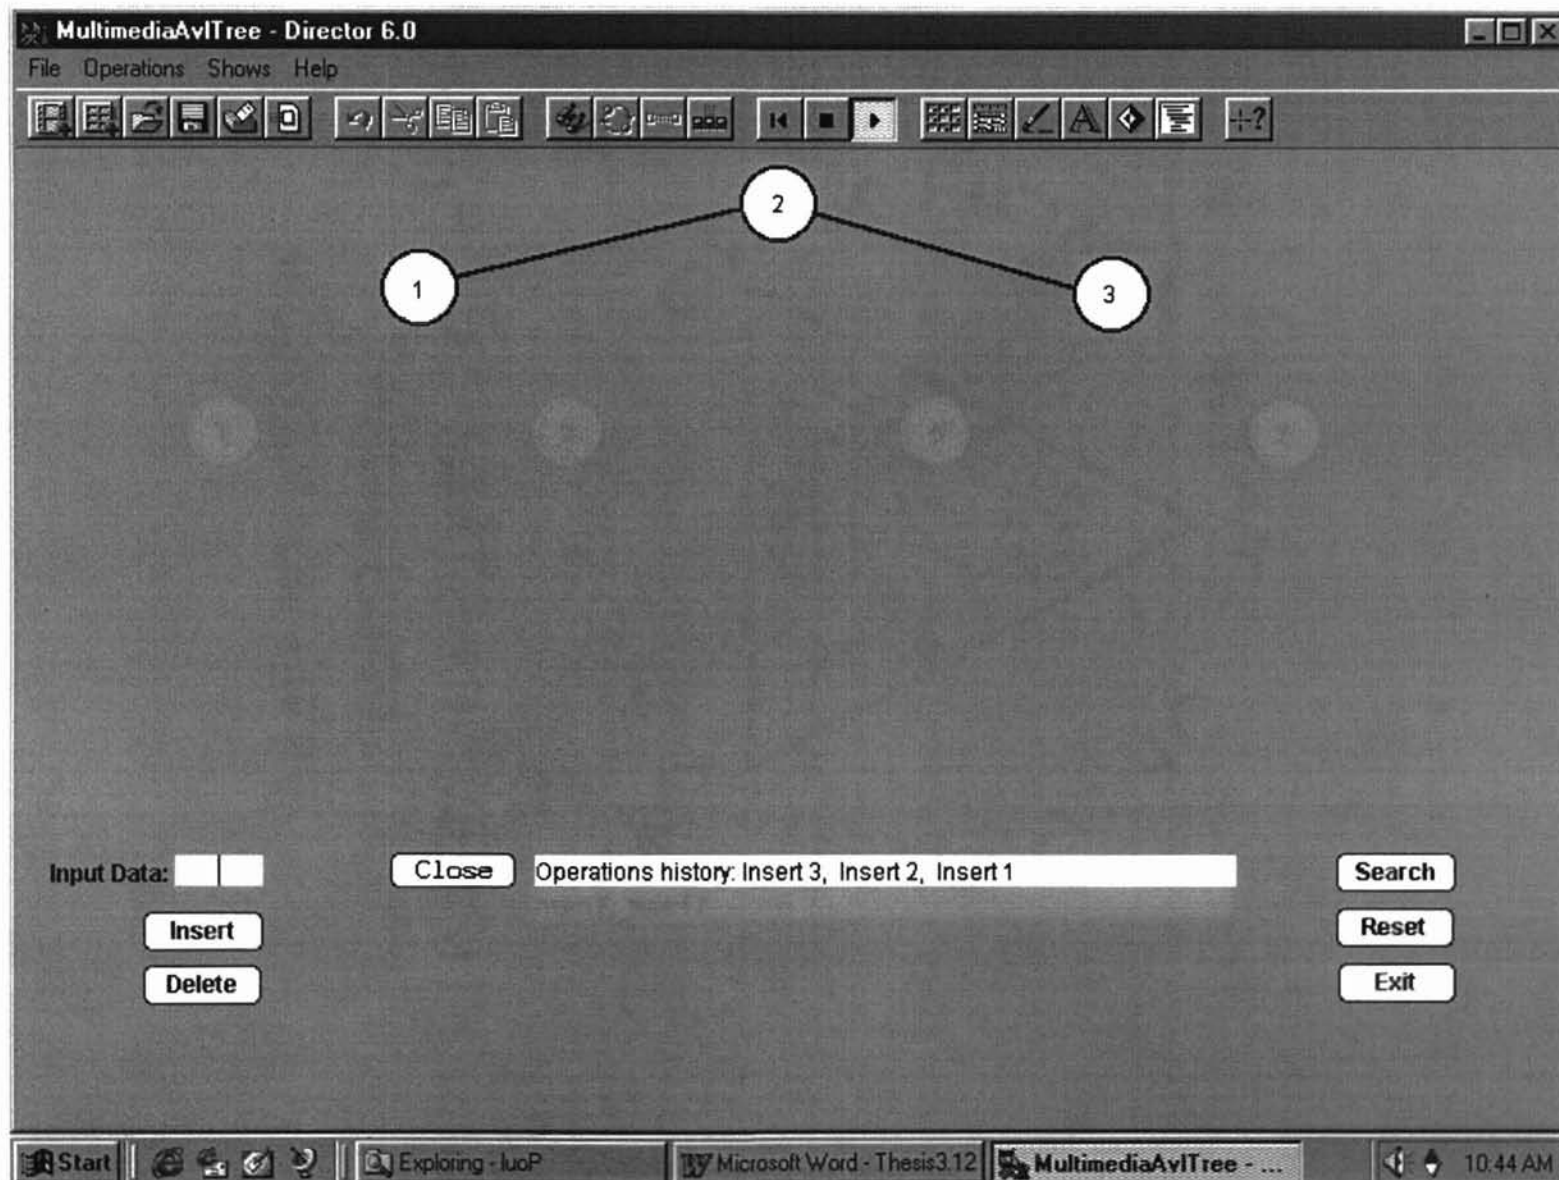 MultimediaAvlTree - Director 6.0
File Operations Shows Help
2
1
3
Input Data:
Close
Operations history: Insert 3, Insert 2, Insert 1
Search
Insert
Reset
Delete
Exit
Start
Exploring - luoP
Microsoft Word - Thesis3.12
MultimediaAvlTree - ...
10:44 AM